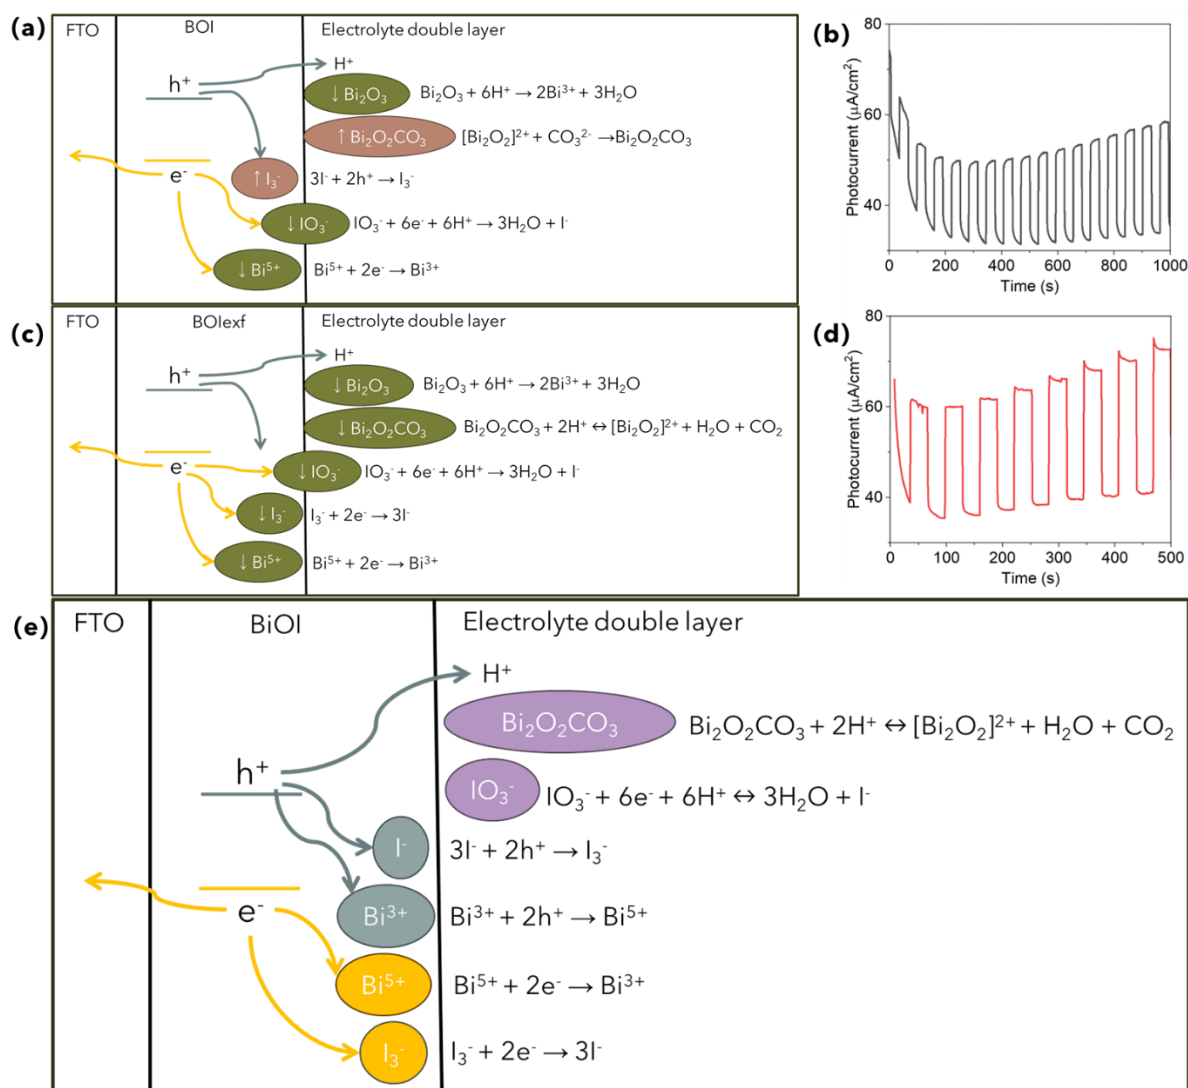 (a)
FTO
BOI
Electrolyte double layer
H⁺
h⁺
↓ Bi₂O₃
Bi₂O₃ + 6H⁺ → 2Bi³⁺ + 3H₂O
↑ Bi₂O₂CO₃
[Bi₂O₂]²⁺ + CO₃²⁻ →Bi₂O₂CO₃
e⁻
↑ I₃⁻
3I⁻ + 2h⁺ → I₃⁻
↓ IO₃⁻
IO₃⁻ + 6e⁻ + 6H⁺ → 3H₂O + I⁻
↓ Bi⁵⁺
Bi⁵⁺ + 2e⁻ → Bi³⁺
(b)
Photocurrent (μA/cm²)
80
60
40
0 200 400 600 800 1000
Time (s)
(c)
FTO
BOIexf
Electrolyte double layer
H⁺
h⁺
↓ Bi₂O₃
Bi₂O₃ + 6H⁺ → 2Bi³⁺ + 3H₂O
↓ Bi₂O₂CO₃
Bi₂O₂CO₃ + 2H⁺ ↔ [Bi₂O₂]²⁺ + H₂O + CO₂
e⁻
↓ IO₃⁻
IO₃⁻ + 6e⁻ + 6H⁺ → 3H₂O + I⁻
↓ I₃⁻
I₃⁻ + 2e⁻ → 3I⁻
↓ Bi⁵⁺
Bi⁵⁺ + 2e⁻ → Bi³⁺
(d)
Photocurrent (μA/cm²)
80
60
40
0 100 200 300 400 500
Time (s)
(e)
FTO
BiOI
Electrolyte double layer
H⁺
Bi₂O₂CO₃
Bi₂O₂CO₃ + 2H⁺ ↔ [Bi₂O₂]²⁺ + H₂O + CO₂
h⁺
IO₃⁻
IO₃⁻ + 6e⁻ + 6H⁺ ↔ 3H₂O + I⁻
I⁻
3I⁻ + 2h⁺ → I₃⁻
e⁻
Bi³⁺
Bi³⁺ + 2h⁺ → Bi⁵⁺
Bi⁵⁺
Bi⁵⁺ + 2e⁻ → Bi³⁺
I₃⁻
I₃⁻ + 2e⁻ → 3I⁻